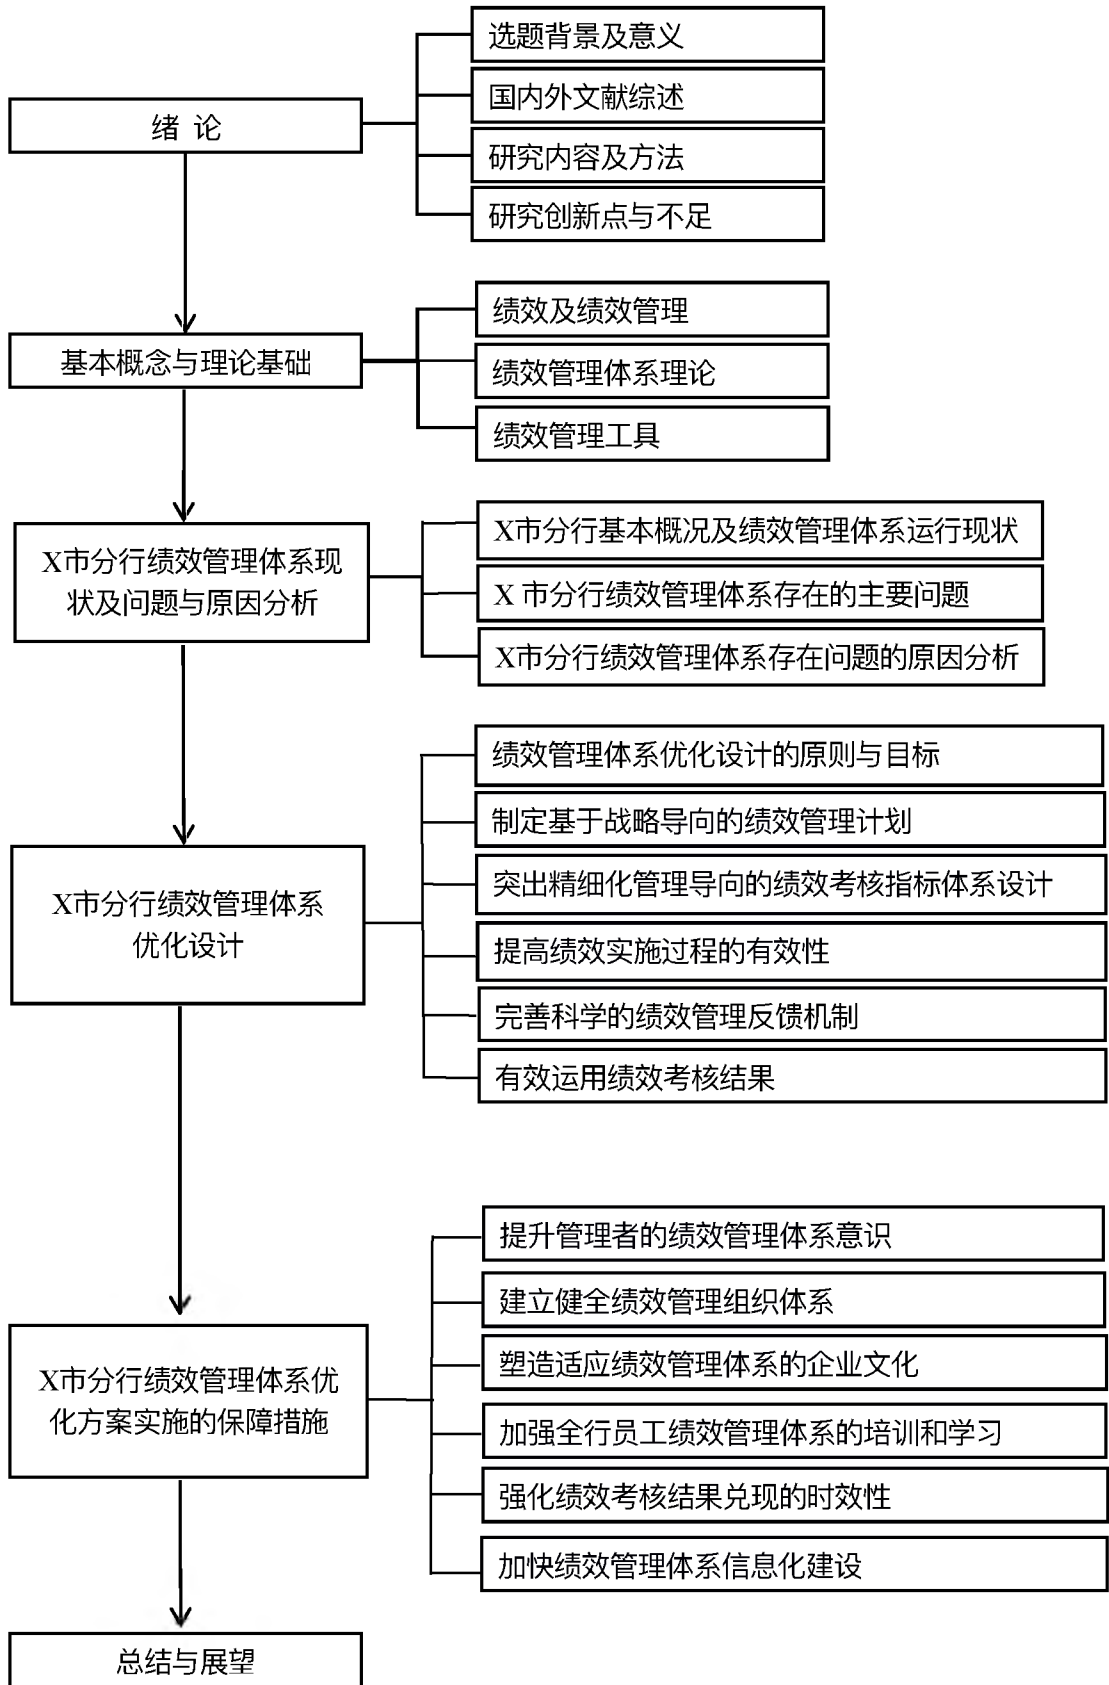 绪 论
选题背景及意义
国内外文献综述
研究内容及方法
研究创新点与不足
基本概念与理论基础
绩效及绩效管理
绩效管理体系理论
绩效管理工具
X市分行绩效管理体系现
状及问题与原因分析
X市分行基本概况及绩效管理体系运行现状
X 市分行绩效管理体系存在的主要问题
X市分行绩效管理体系存在问题的原因分析
X市分行绩效管理体系
优化设计
绩效管理体系优化设计的原则与目标
制定基于战略导向的绩效管理计划
突出精细化管理导向的绩效考核指标体系设计
提高绩效实施过程的有效性
完善科学的绩效管理反馈机制
有效运用绩效考核结果
X市分行绩效管理体系优
化方案实施的保障措施
提升管理者的绩效管理体系意识
建立健全绩效管理组织体系
塑造适应绩效管理体系的企业文化
加强全行员工绩效管理体系的培训和学习
强化绩效考核结果兑现的时效性
加快绩效管理体系信息化建设
总结与展望